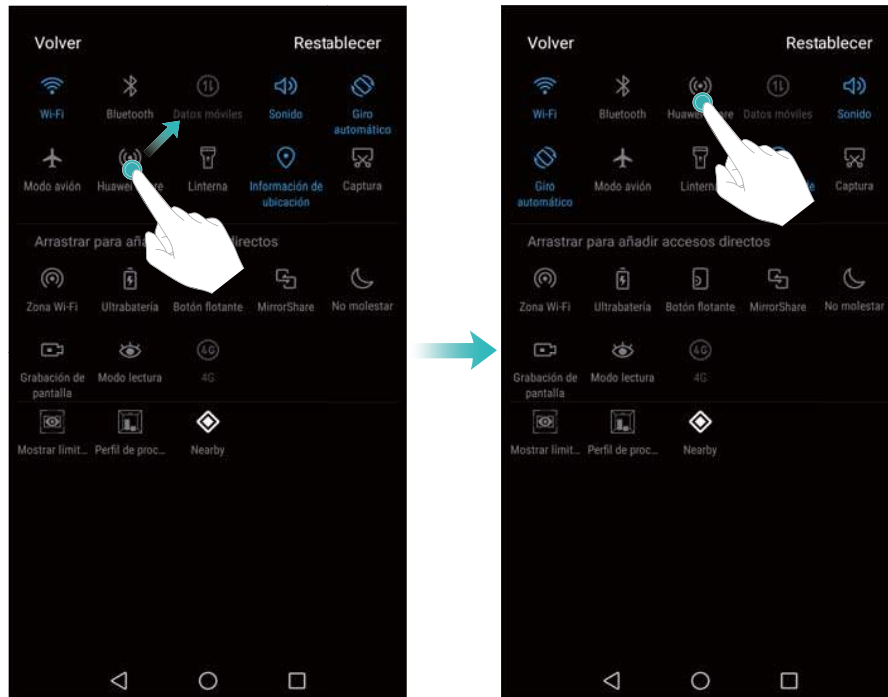 Volver Restablecer
Wi-Fi Bluetooth Datos móviles Sonido Giro
automático
Modo avión Huawei Linterna Información de Captura
ubicación
Arrastrar para
Zona Wi-Fi Ultrabatería Botón flotante MirrorShare No molestar
Grabación de Modo lectura 4G
pantalla
Mostrar límit... Perfil de proc... Nearby
Volver Restablecer
Wi-Fi Bluetooth Huawei Datos móviles Sonido
Giro Modo avión Linterna de Captura
automático
Arrastrar para añadir accesos directos
Zona Wi-Fi Ultrabatería Botón flotante MirrorShare No molestar
Grabación de Modo lectura 4G
pantalla
Mostrar límit... Perfil de proc... Nearby